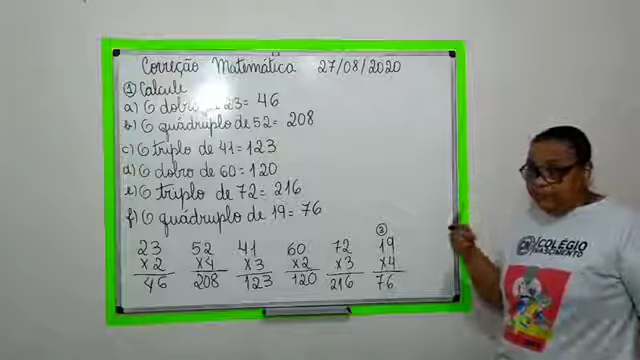 Correção Matemática 27/08/2020
① Calcule
a) O dobro de 23= 46
b) O quádruplo de 52= 208
c) O triplo de 41= 123
d) O dobro de 60= 120
e) O triplo de 72= 216
f) O quádruplo de 19= 76
③
23 52 41 60 72 19
x2 x4 x3 x2 x3 x4
46 208 123 120 216 76
COLÉGIO
NASCIMENTO